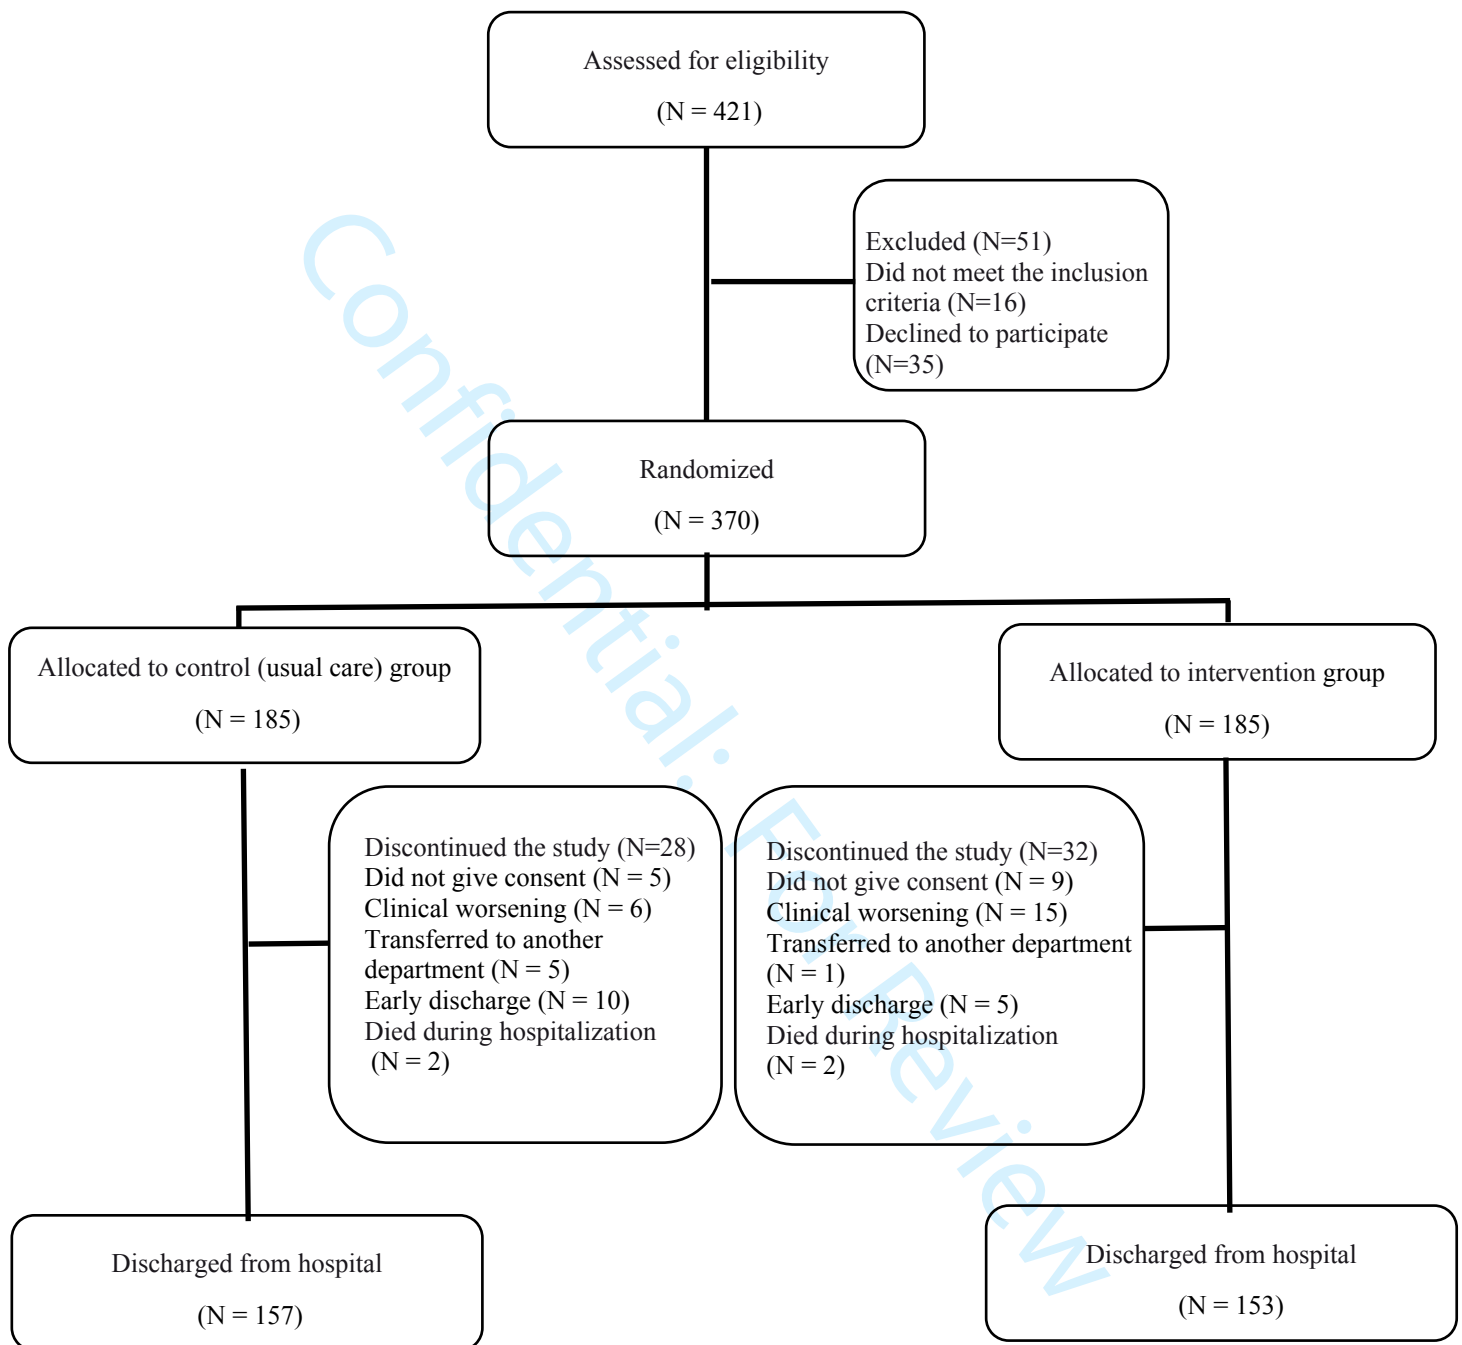 Assessed for eligibility
(N = 421)
Excluded (N=51)
Did not meet the inclusion
criteria (N=16)
Declined to participate
(N=35)
Randomized
(N = 370)
Allocated to control (usual care) group
(N = 185)
Allocated to intervention group
(N = 185)
Discontinued the study (N=28)
Did not give consent (N = 5)
Clinical worsening (N = 6)
Transferred to another
department (N = 5)
Early discharge (N = 10)
Died during hospitalization
(N = 2)
Discontinued the study (N=32)
Did not give consent (N = 9)
Clinical worsening (N = 15)
Transferred to another department
(N = 1)
Early discharge (N = 5)
Died during hospitalization
(N = 2)
Discharged from hospital
(N = 157)
Discharged from hospital
(N = 153)
Confidential: For Review